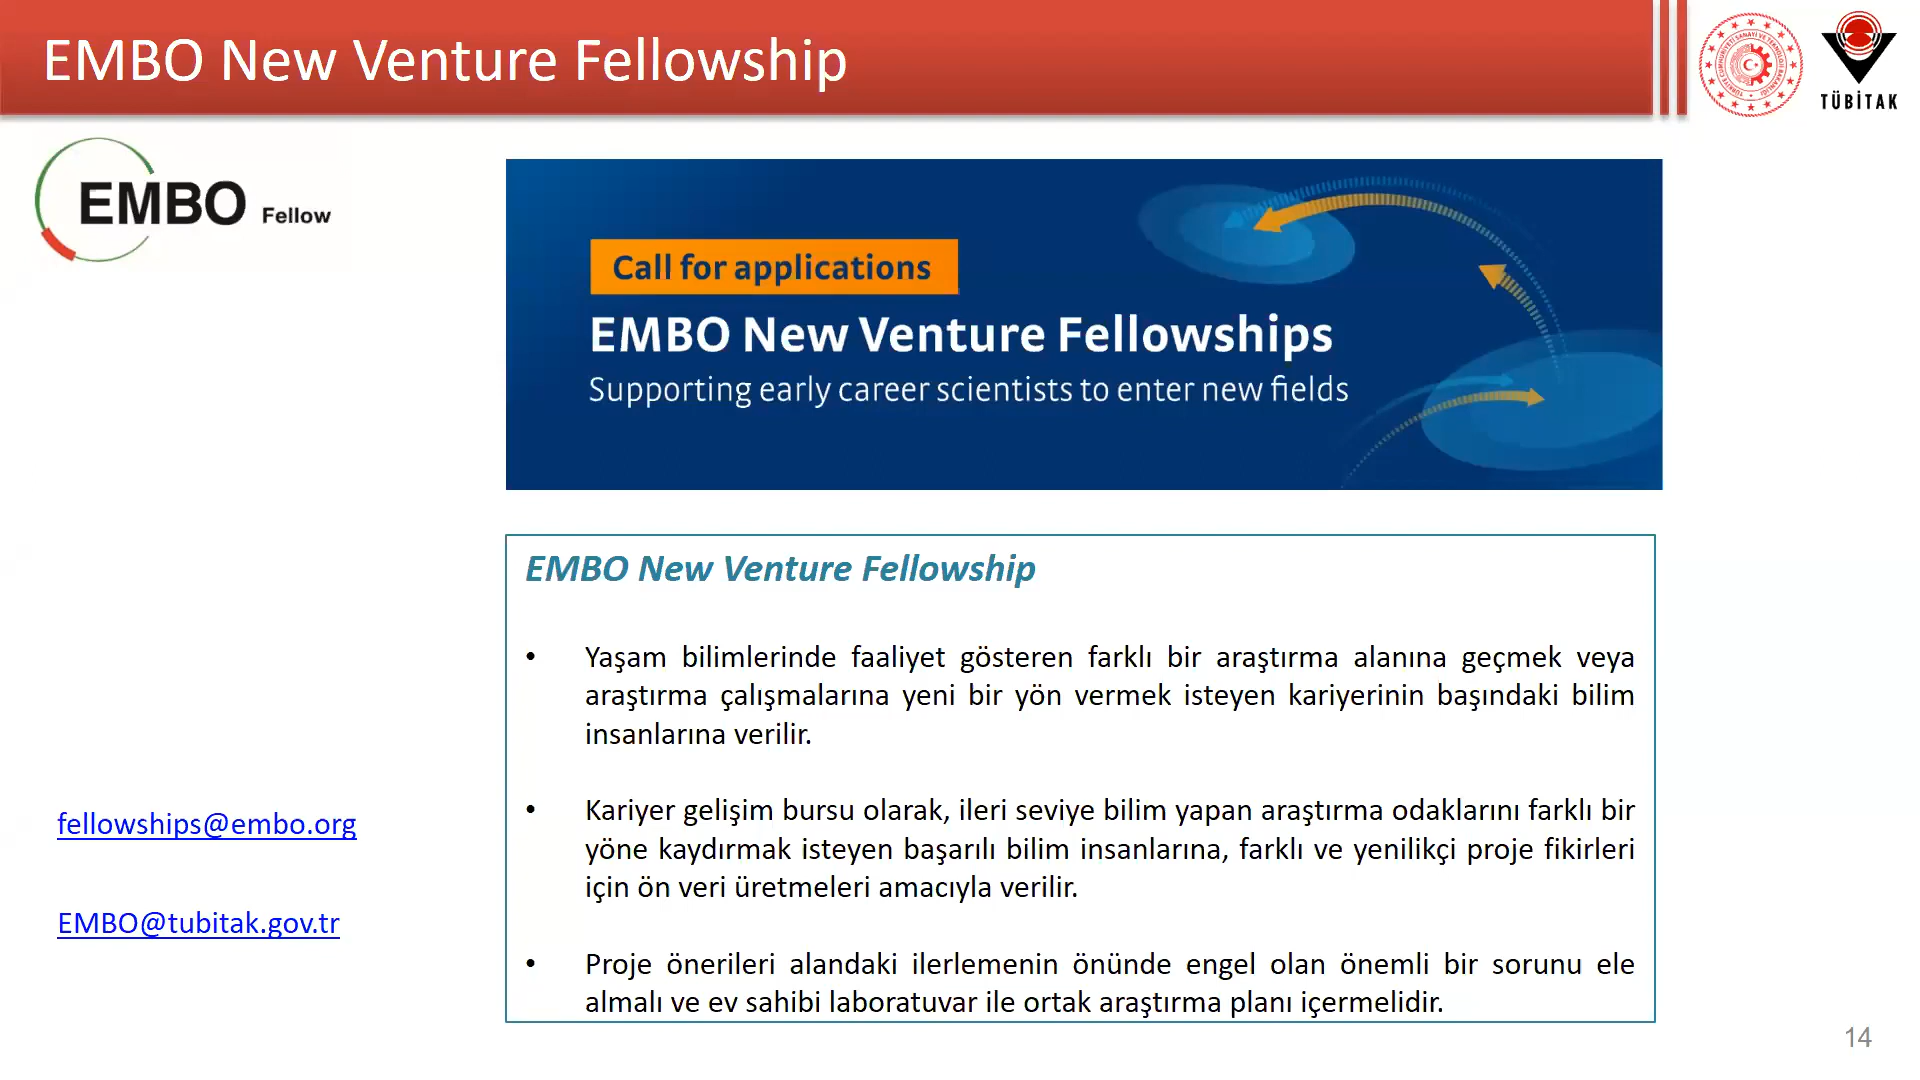 EMBO New Venture Fellowship
TÜBİTAK
EMBO Fellow
Call for applications
EMBO New Venture Fellowships
Supporting early career scientists to enter new fields
EMBO New Venture Fellowship
• Yaşam bilimlerinde faaliyet gösteren farklı bir araştırma alanına geçmek veya
araştırma çalışmalarına yeni bir yön vermek isteyen kariyerinin başındaki bilim
insanlarına verilir.
• Kariyer gelişim bursu olarak, ileri seviye bilim yapan araştırma odaklarını farklı bir
yöne kaydırmak isteyen başarılı bilim insanlarına, farklı ve yenilikçi proje fikirleri
için ön veri üretmeleri amacıyla verilir.
• Proje önerileri alandaki ilerlemenin önünde engel olan önemli bir sorunu ele
almalı ve ev sahibi laboratuvar ile ortak araştırma planı içermelidir.
fellowships@embo.org
EMBO@tubitak.gov.tr
14